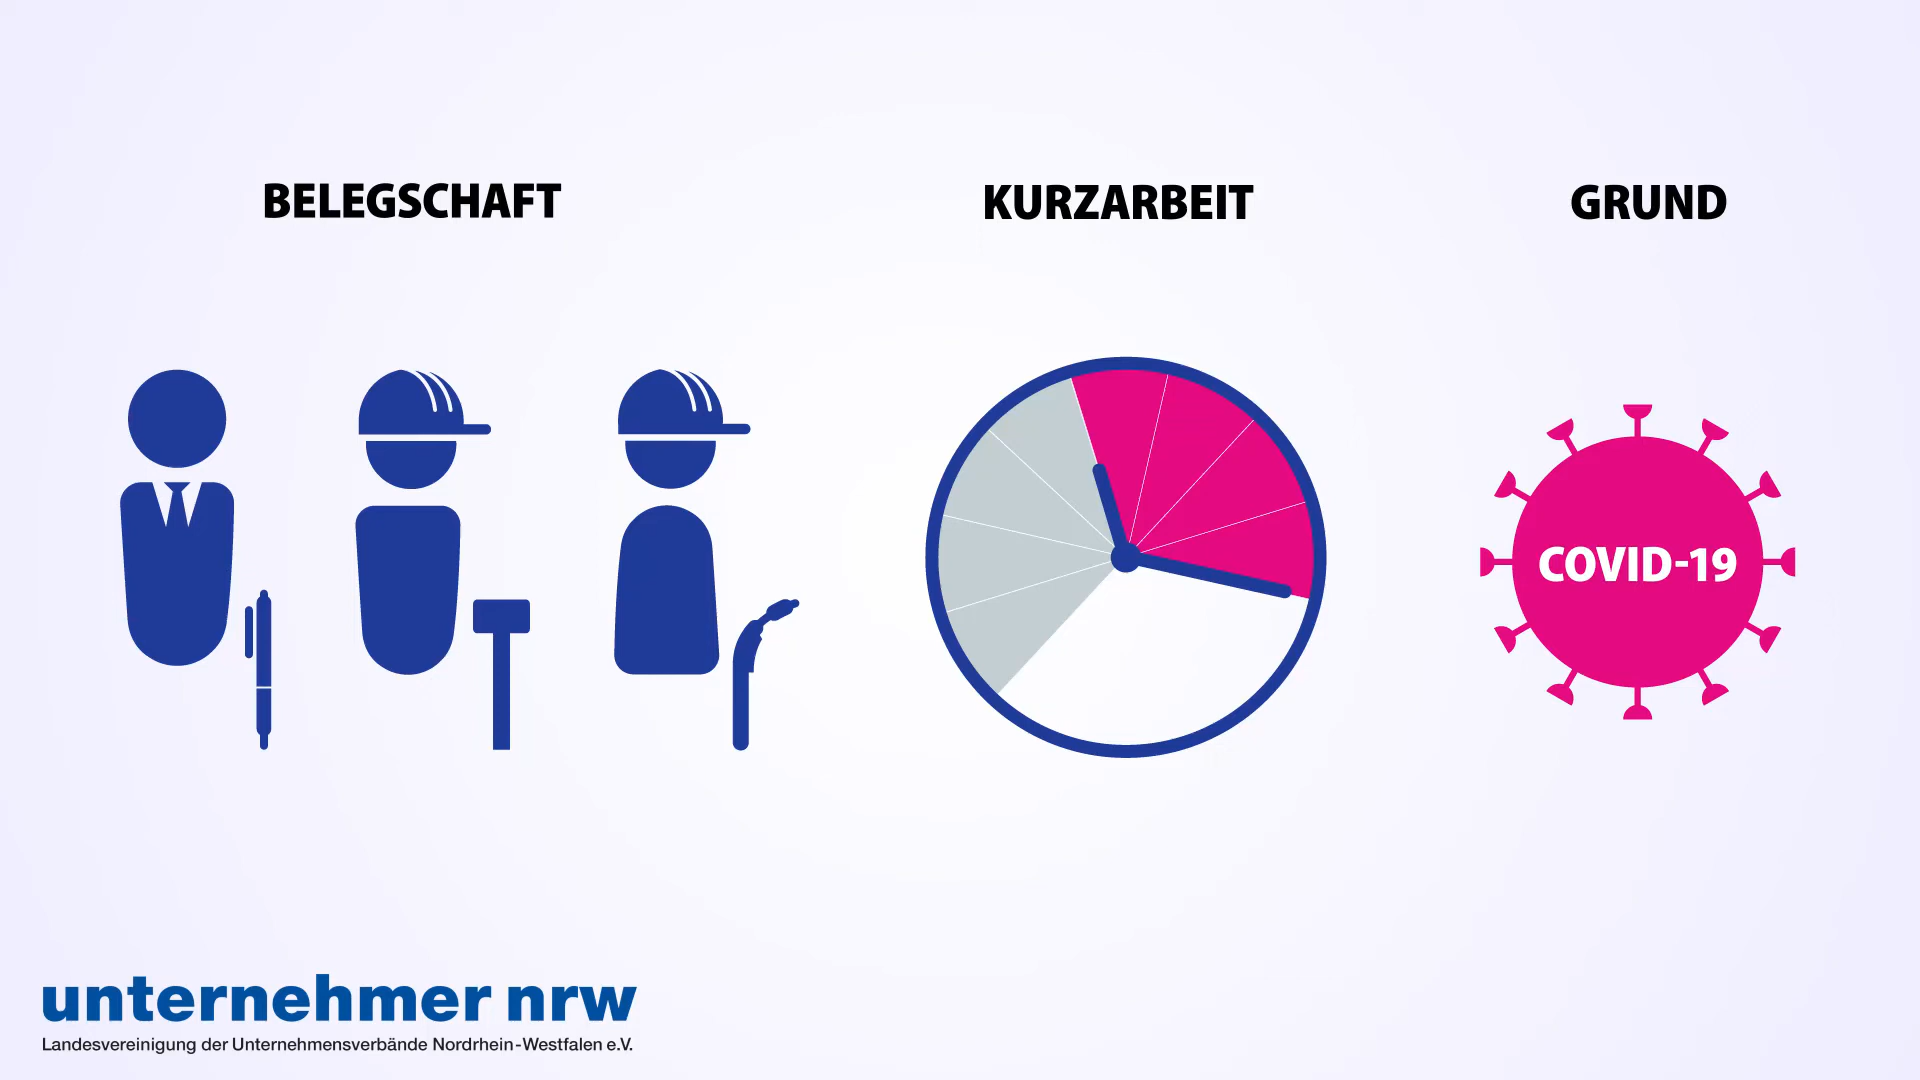 BELEGSCHAFT
KURZARBEIT
GRUND
COVID-19
unternehmer nrw
Landesvereinigung der Unternehmensverbände Nordrhein-Westfalen e.V.